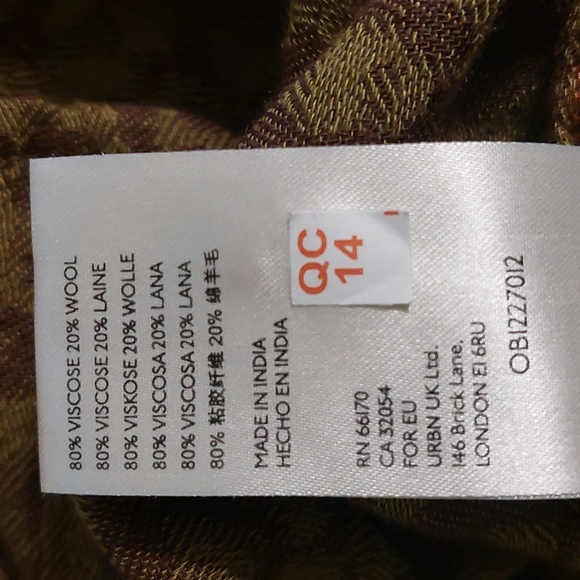 80% VISCOSE 20% WOOL
80% VISCOSE 20% LAINE
80% VISKOSE 20% WOLLE
80% VISCOSA 20% LANA
80% VISCOSA 20% LANA
80% 粘胶纤维 20% 绵羊毛
MADE IN INDIA
HECHO EN INDIA
QC
14
RN 66170
CA 32054
FOR EU
URBN UK Ltd.
146 Brick Lane,
LONDON E1 6RU
OB1227012